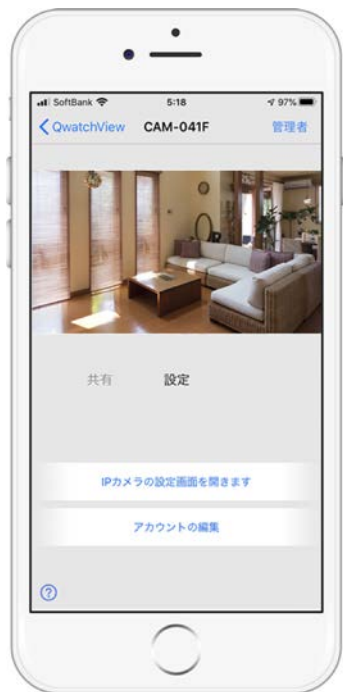 SoftBank 5:18 97%
QwatchView CAM-041F 管理者
共有 設定
IPカメラの設定画面を開きます
アカウントの編集
?